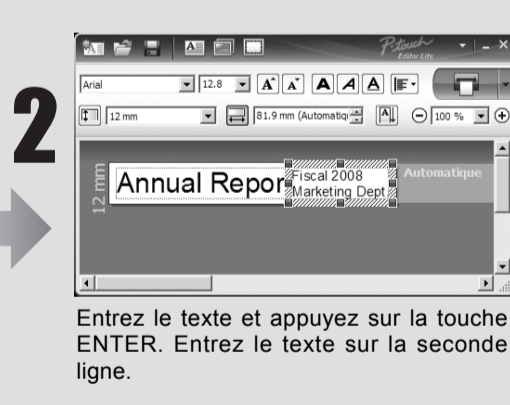 2
P-touch
Editor Lite
Arial
12.8
A A A A A
12 mm
81.9 mm (Automatiq
A
100 %
12 mm
Annual Repor
Fiscal 2008
Marketing Dept
Automatique
Entrez le texte et appuyez sur la touche
ENTER. Entrez le texte sur la seconde
ligne.